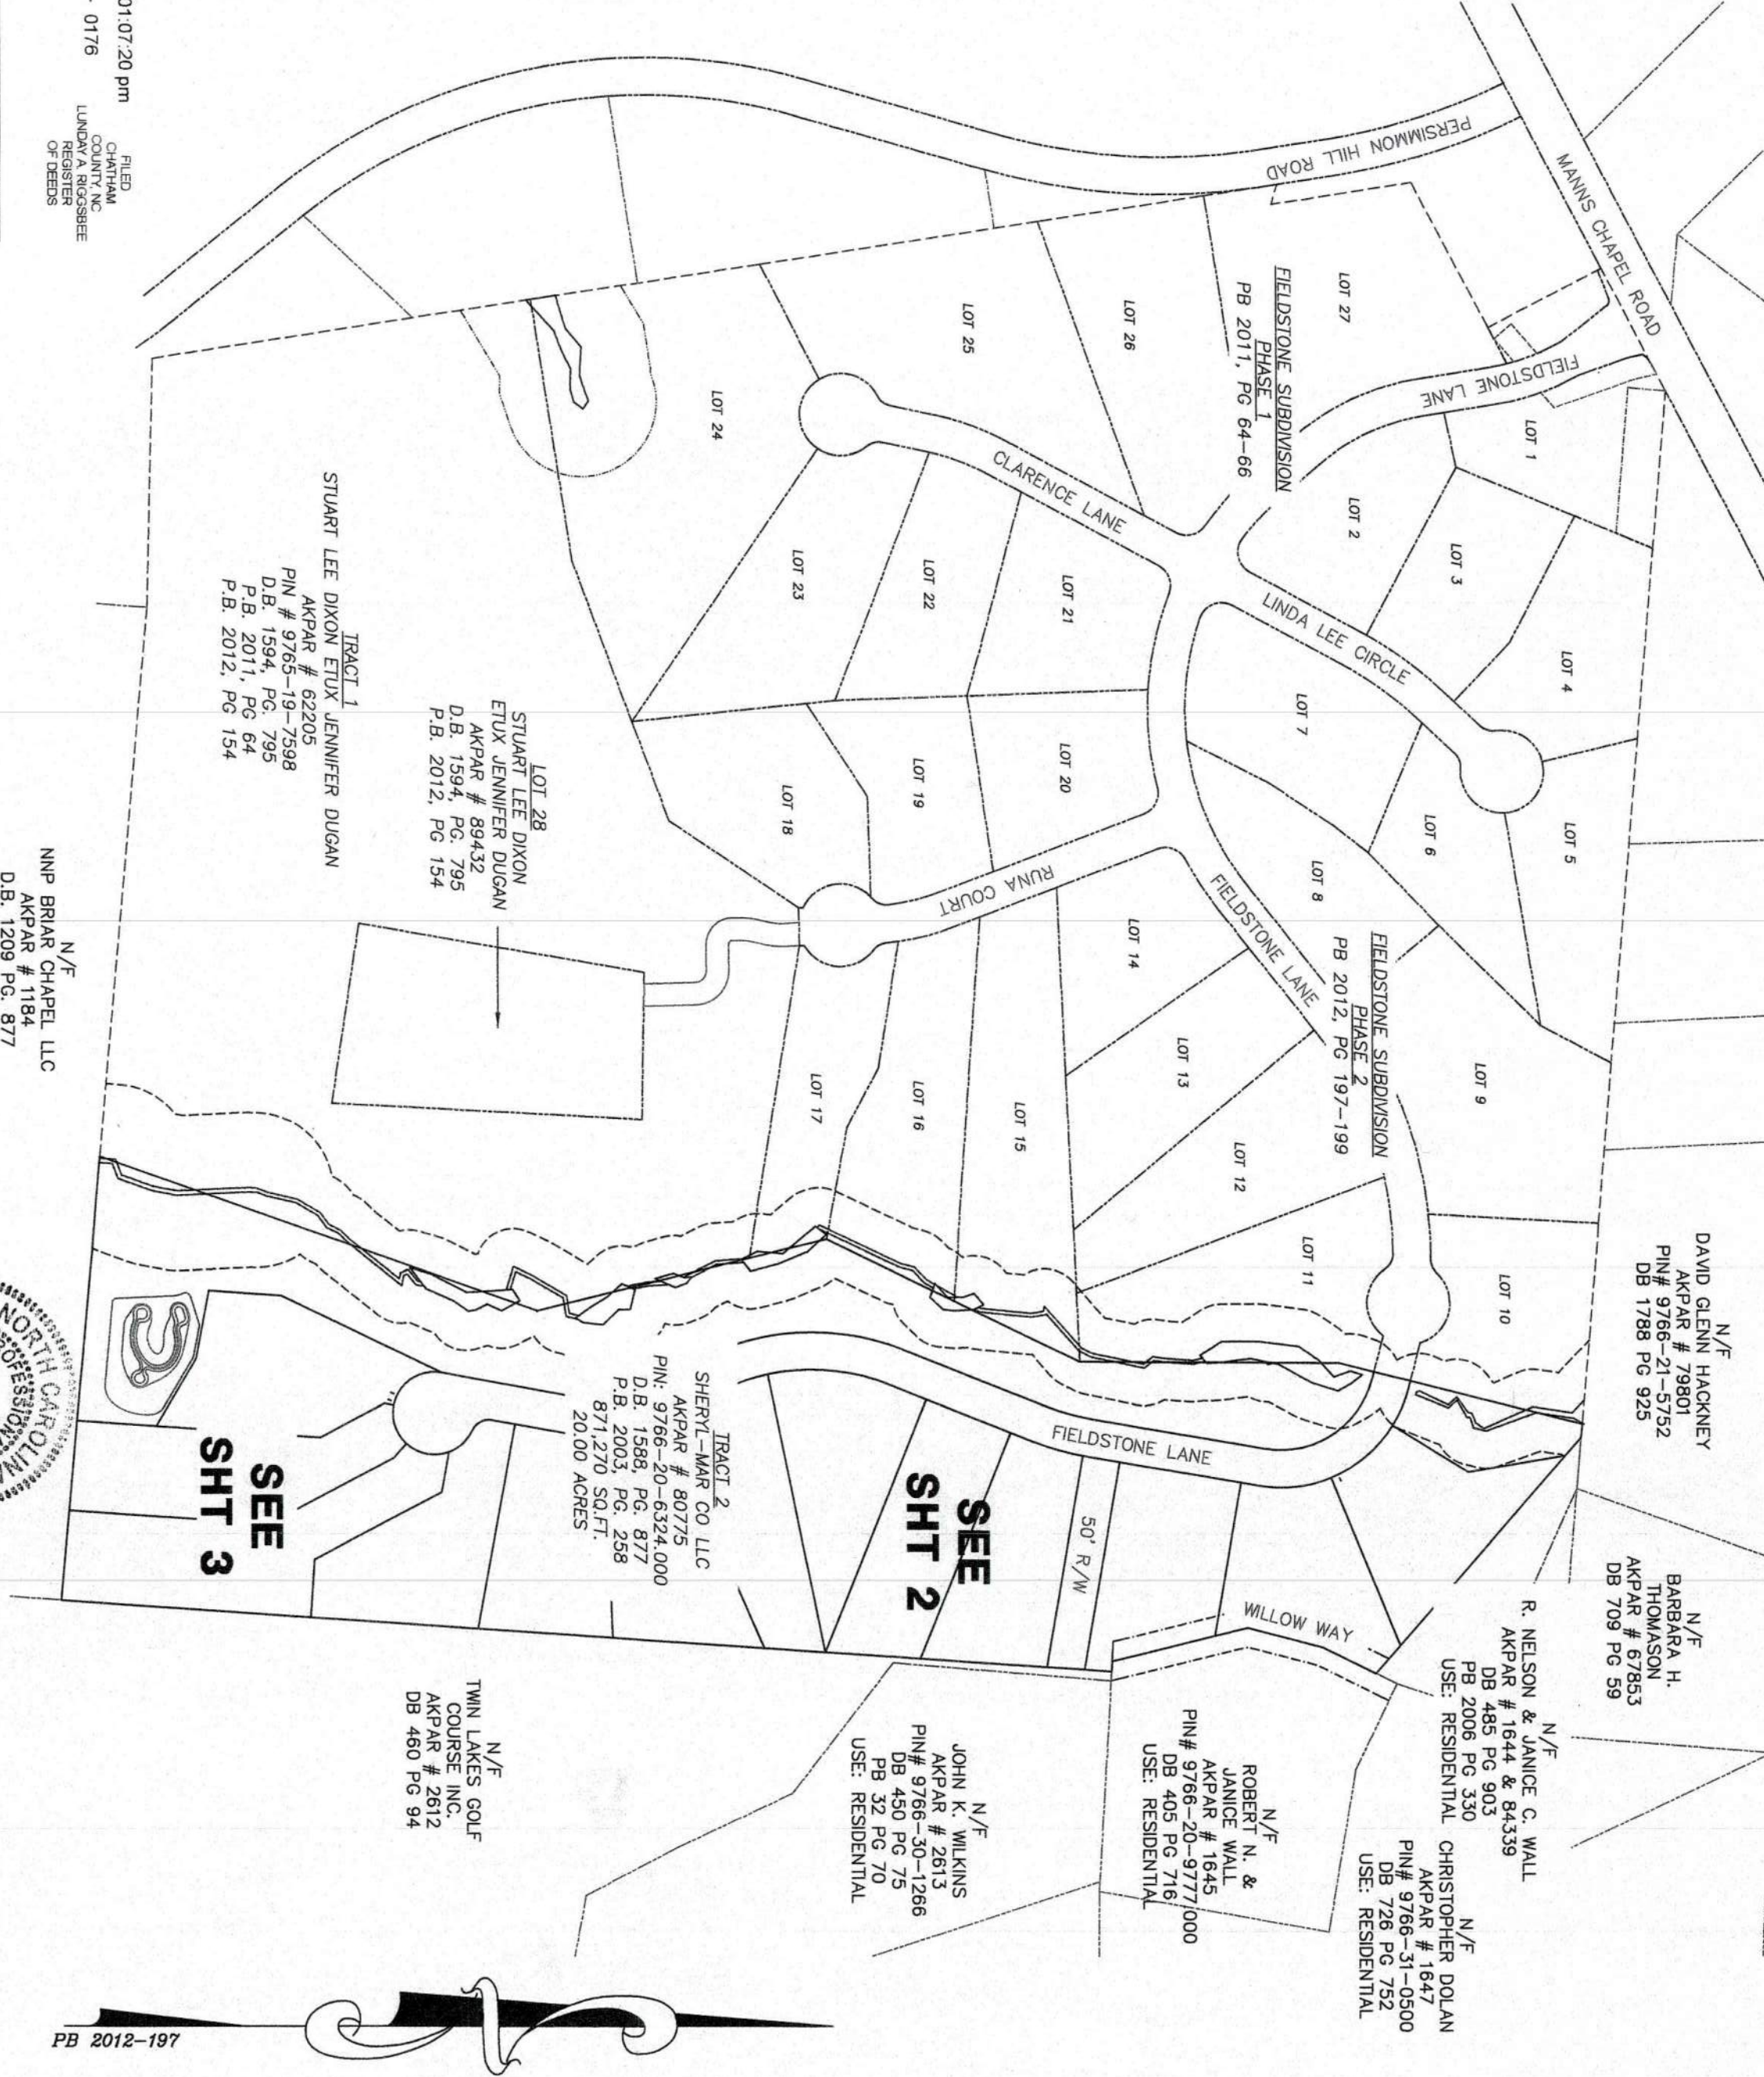 01:07:20 pm
0176
FILED
CHATHAM
COUNTY, NC
LUNDAY A. RIGGSBEE
REGISTER
OF DEEDS
PERSIMMON HILL ROAD
MANNS CHAPEL ROAD
FIELDSTONE LANE
FIELDSTONE SUBDIVISION
PHASE 1
PB 2011, PG 64-66
LOT 27
LOT 26
LOT 25
LOT 24
LOT 1
LOT 2
LOT 3
LOT 4
LOT 5
LOT 6
LOT 7
LOT 8
LOT 9
LOT 10
LOT 11
LOT 12
LOT 13
LOT 14
LOT 15
LOT 16
LOT 17
LOT 18
LOT 19
LOT 20
LOT 21
LOT 22
LOT 23
CLARENCE LANE
LINDA LEE CIRCLE
RUNA COURT
FIELDSTONE LANE
FIELDSTONE SUBDIVISION
PHASE 2
PB 2012, PG 197-199
TRACT 1
STUART LEE DIXON ETUX JENNIFER DUGAN
AKPAR # 62205
PIN # 9765-19-7598
D.B. 1594, PG. 795
P.B. 2011, PG 64
P.B. 2012, PG 154
LOT 28
STUART LEE DIXON
ETUX JENNIFER DUGAN
AKPAR # 89432
D.B. 1594, PG. 795
P.B. 2012, PG 154
N/F
NNP BRIAR CHAPEL LLC
AKPAR # 1184
D.B. 1209 PG. 877
TRACT 2
SHERYL-MAR CO LLC
AKPAR # 80775
PIN: 9766-20-6324.000
D.B. 1588, PG. 877
P.B. 2003, PG. 258
871,270 SQ.FT.
20.00 ACRES
FIELDSTONE LANE
50' R/W
WILLOW WAY
SEE
SHT 2
SEE
SHT 3
N/F
DAVID GLENN HACKNEY
AKPAR # 79801
PIN# 9766-21-5752
DB 1788 PG 925
N/F
BARBARA H.
THOMASON
AKPAR # 67853
DB 709 PG 59
N/F
R. NELSON & JANICE C. WALL
AKPAR # 1644 & 84339
DB 485 PG 903
PB 2006 PG 330
USE: RESIDENTIAL
N/F
CHRISTOPHER DOLAN
AKPAR # 1647
PIN# 9766-31-0500
DB 726 PG 752
USE: RESIDENTIAL
N/F
ROBERT N. &
JANICE WALL
AKPAR # 1645
PIN# 9766-20-9777.000
DB 405 PG 716
USE: RESIDENTIAL
N/F
JOHN K. WILKINS
AKPAR # 2613
PIN# 9766-30-1266
DB 450 PG 75
PB 32 PG 70
USE: RESIDENTIAL
N/F
TWIN LAKES GOLF
COURSE INC.
AKPAR # 2612
DB 460 PG 94
NORTH CAROLINA
PB 2012-197